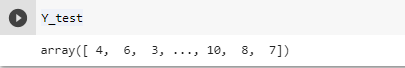 Y_test
array([ 4,  6,  3, ..., 10,  8,  7])